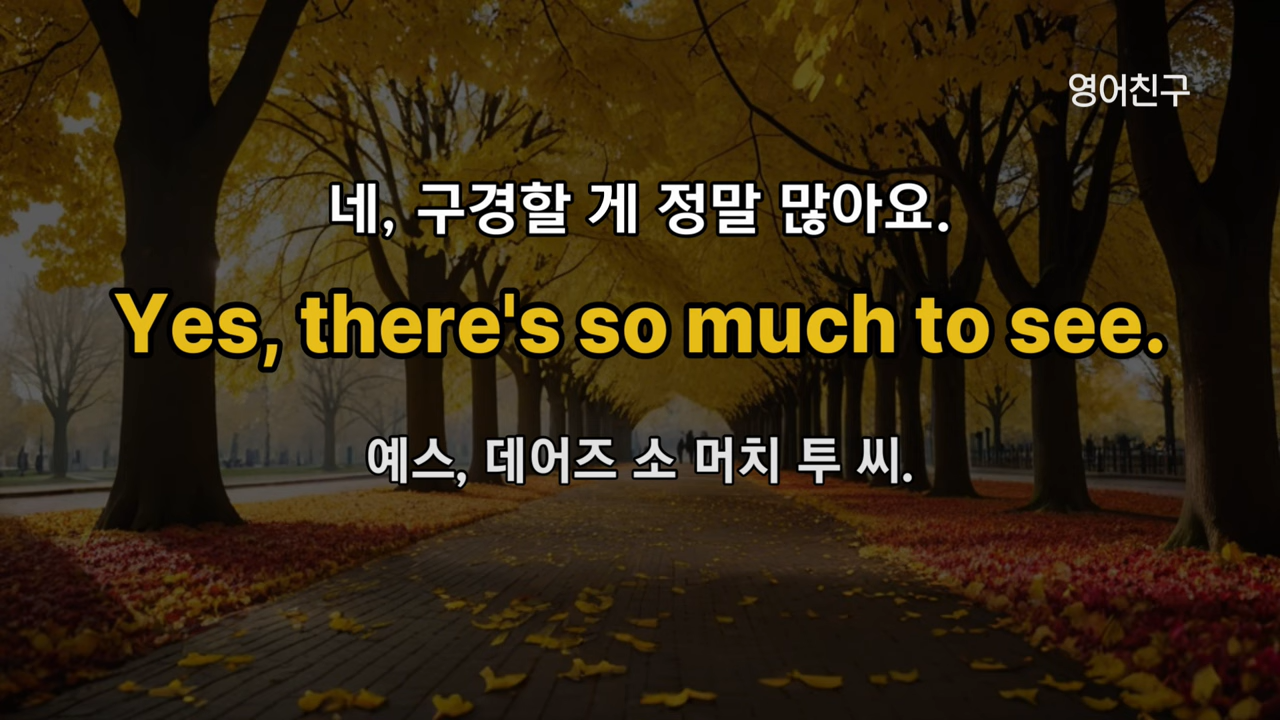 영어친구
네, 구경할 게 정말 많아요.
Yes, there's so much to see.
예스, 데어즈 소 머치 투 씨.